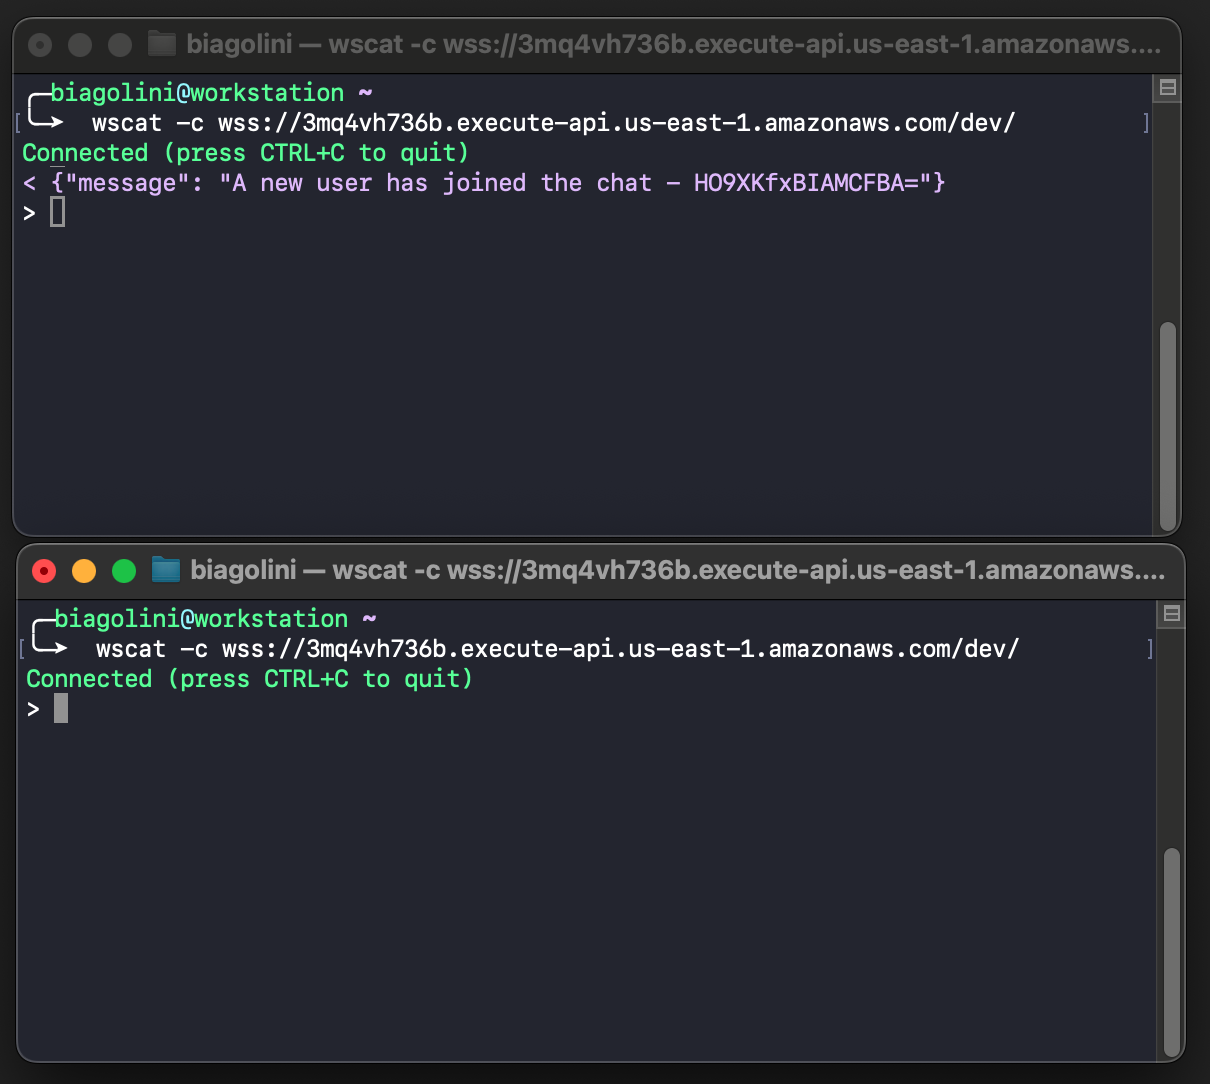 biagolini — wscat -c wss://3mq4vh736b.execute-api.us-east-1.amazonaws....
biagolini@workstation ~
[ wscat -c wss://3mq4vh736b.execute-api.us-east-1.amazonaws.com/dev/ ]
Connected (press CTRL+C to quit)
< {"message": "A new user has joined the chat - HO9XKfxBIAMCFBA="}
>
biagolini — wscat -c wss://3mq4vh736b.execute-api.us-east-1.amazonaws....
biagolini@workstation ~
[ wscat -c wss://3mq4vh736b.execute-api.us-east-1.amazonaws.com/dev/ ]
Connected (press CTRL+C to quit)
>